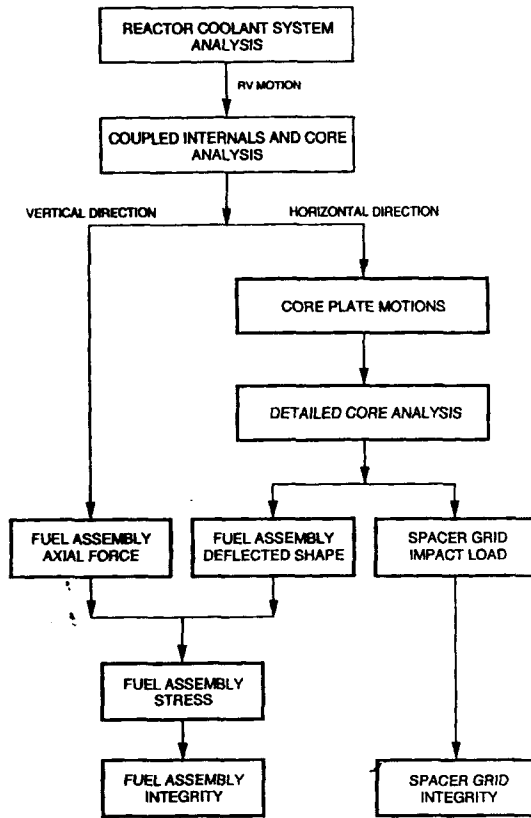 REACTOR COOLANT SYSTEM
ANALYSIS
RV MOTION
COUPLED INTERNALS AND CORE
ANALYSIS
VERTICAL DIRECTION
HORIZONTAL DIRECTION
CORE PLATE MOTIONS
DETAILED CORE ANALYSIS
FUEL ASSEMBLY
AXIAL FORCE
FUEL ASSEMBLY
DEFLECTED SHAPE
SPACER GRID
IMPACT LOAD
FUEL ASSEMBLY
STRESS
FUEL ASSEMBLY
INTEGRITY
SPACER GRID
INTEGRITY